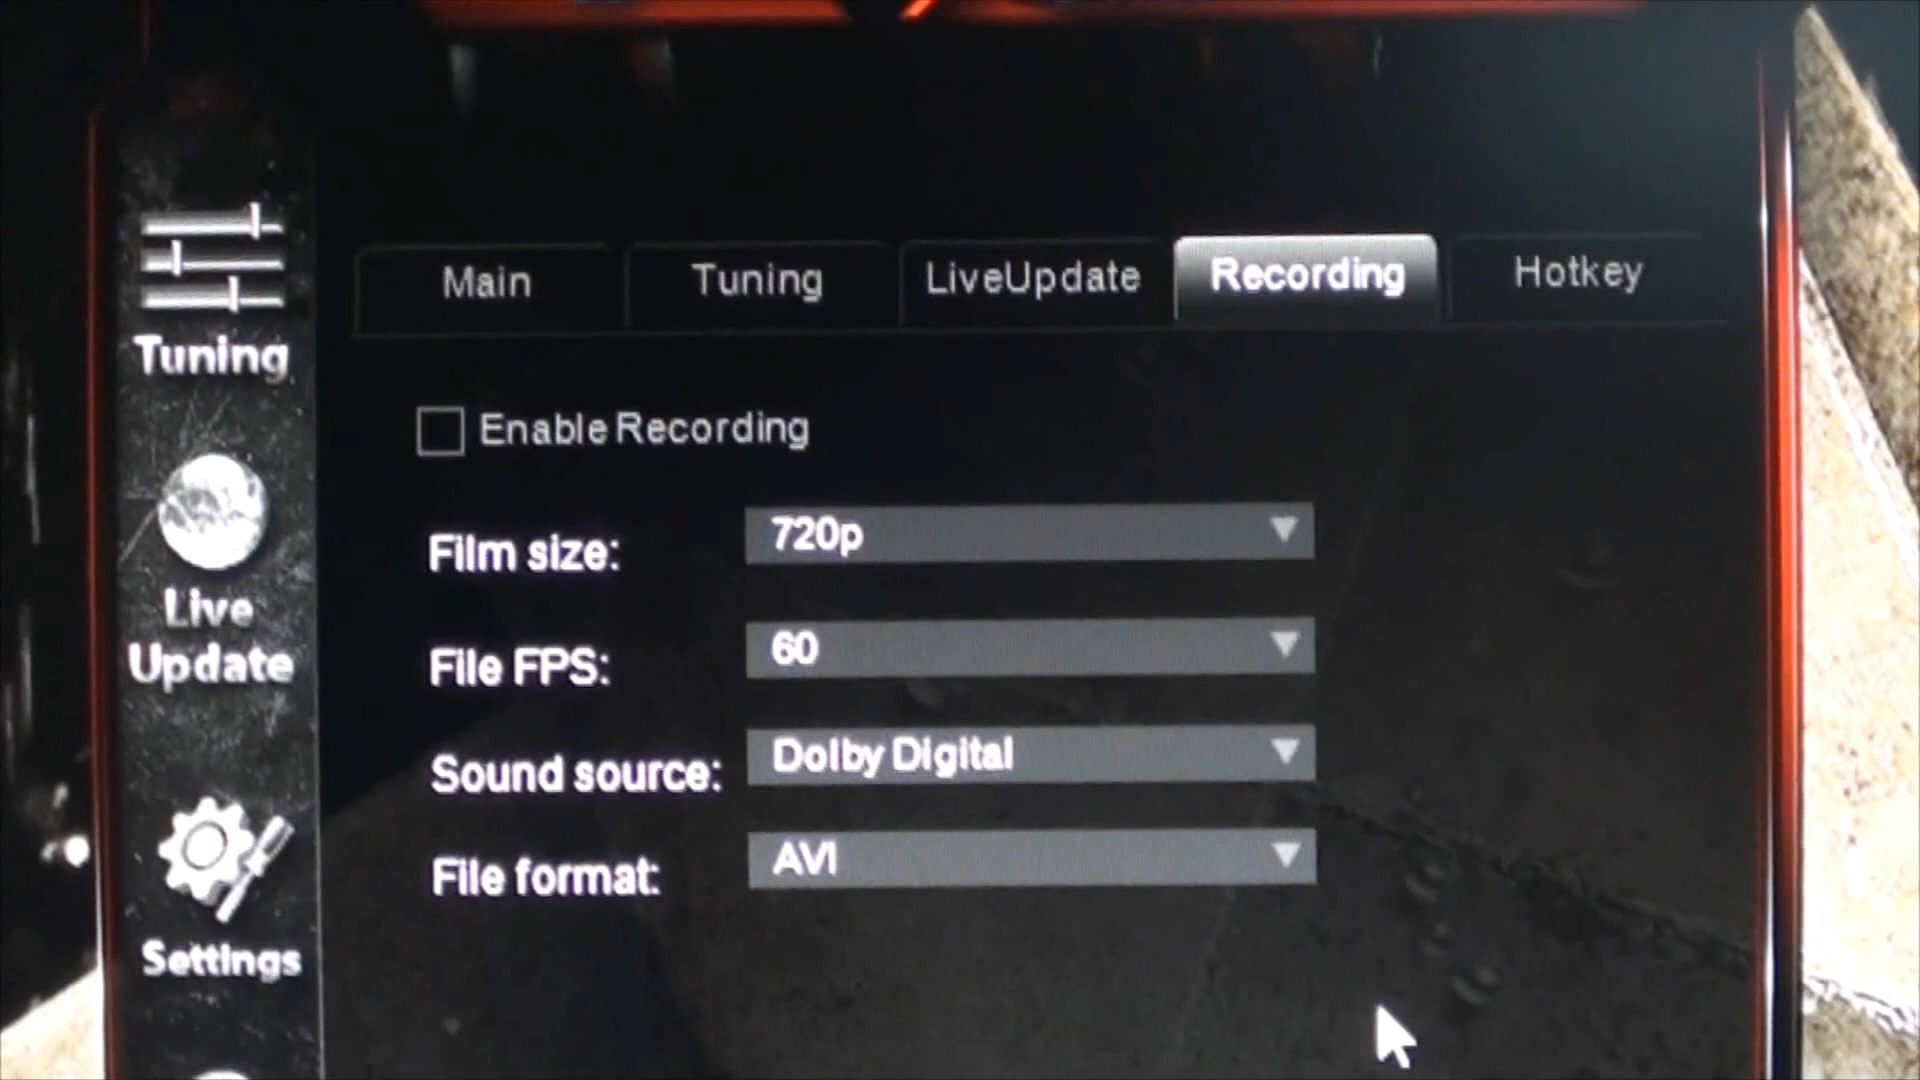 Main
Tuning
LiveUpdate
Recording
Hotkey
Tuning
Live
Update
Settings
Enable Recording
Film size:
720p
File FPS:
60
Sound source:
Dolby Digital
File format:
AVI